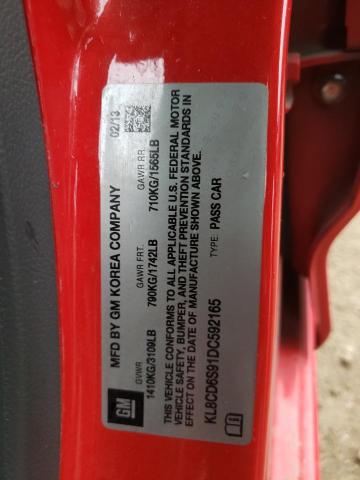 MFD BY GM KOREA COMPANY 02/13
GVWR GAWR FRT. GAWR RR.
1410KG/3109LB 790KG/1742LB 710KG/1565LB
THIS VEHICLE CONFORMS TO ALL APPLICABLE U.S. FEDERAL MOTOR
VEHICLE SAFETY, BUMPER, AND THEFT PREVENTION STANDARDS IN
EFFECT ON THE DATE OF MANUFACTURE SHOWN ABOVE.
KL8CD6S91DC592165 TYPE: PASS CAR
GM